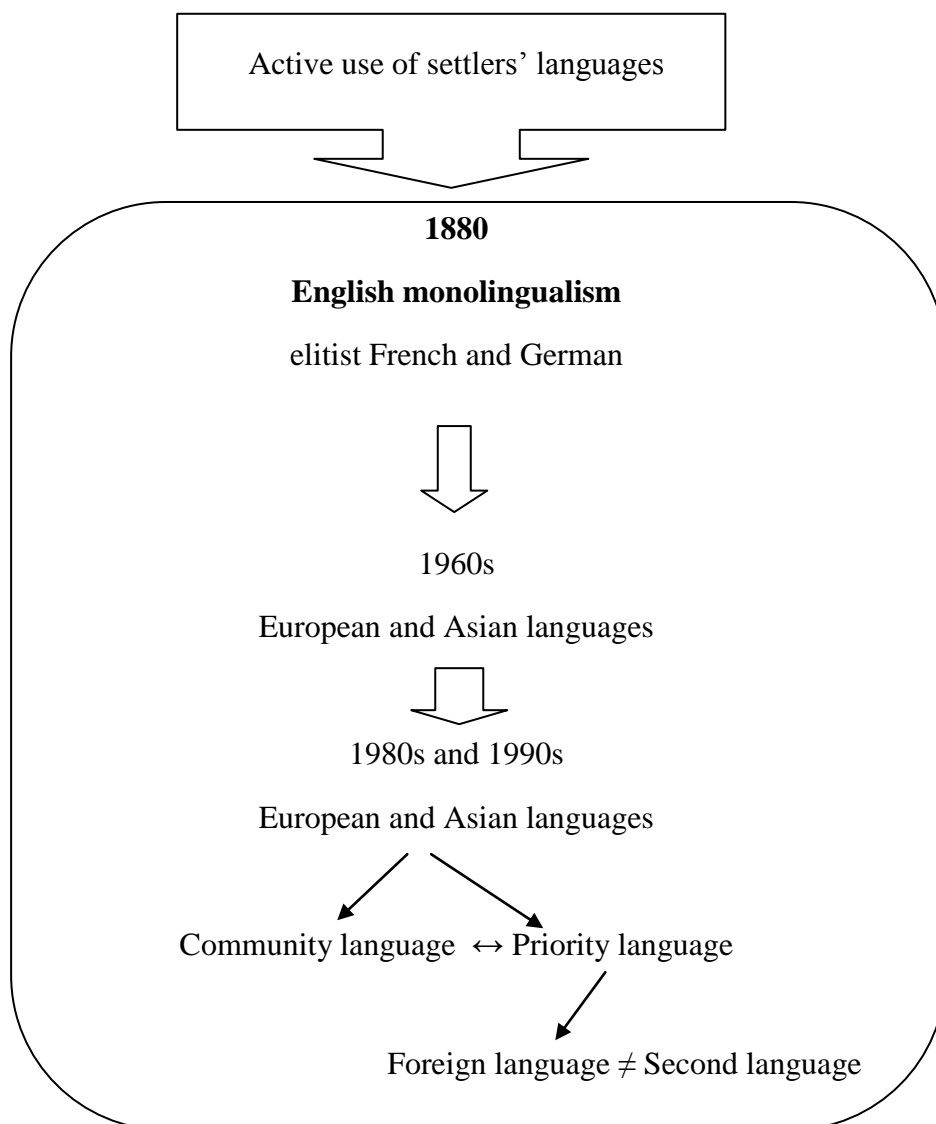 Active use of settlers’ languages
1880
English monolingualism
elitist French and German
1960s
European and Asian languages
1980s and 1990s
European and Asian languages
Community language ↔ Priority language
Foreign language ≠ Second language